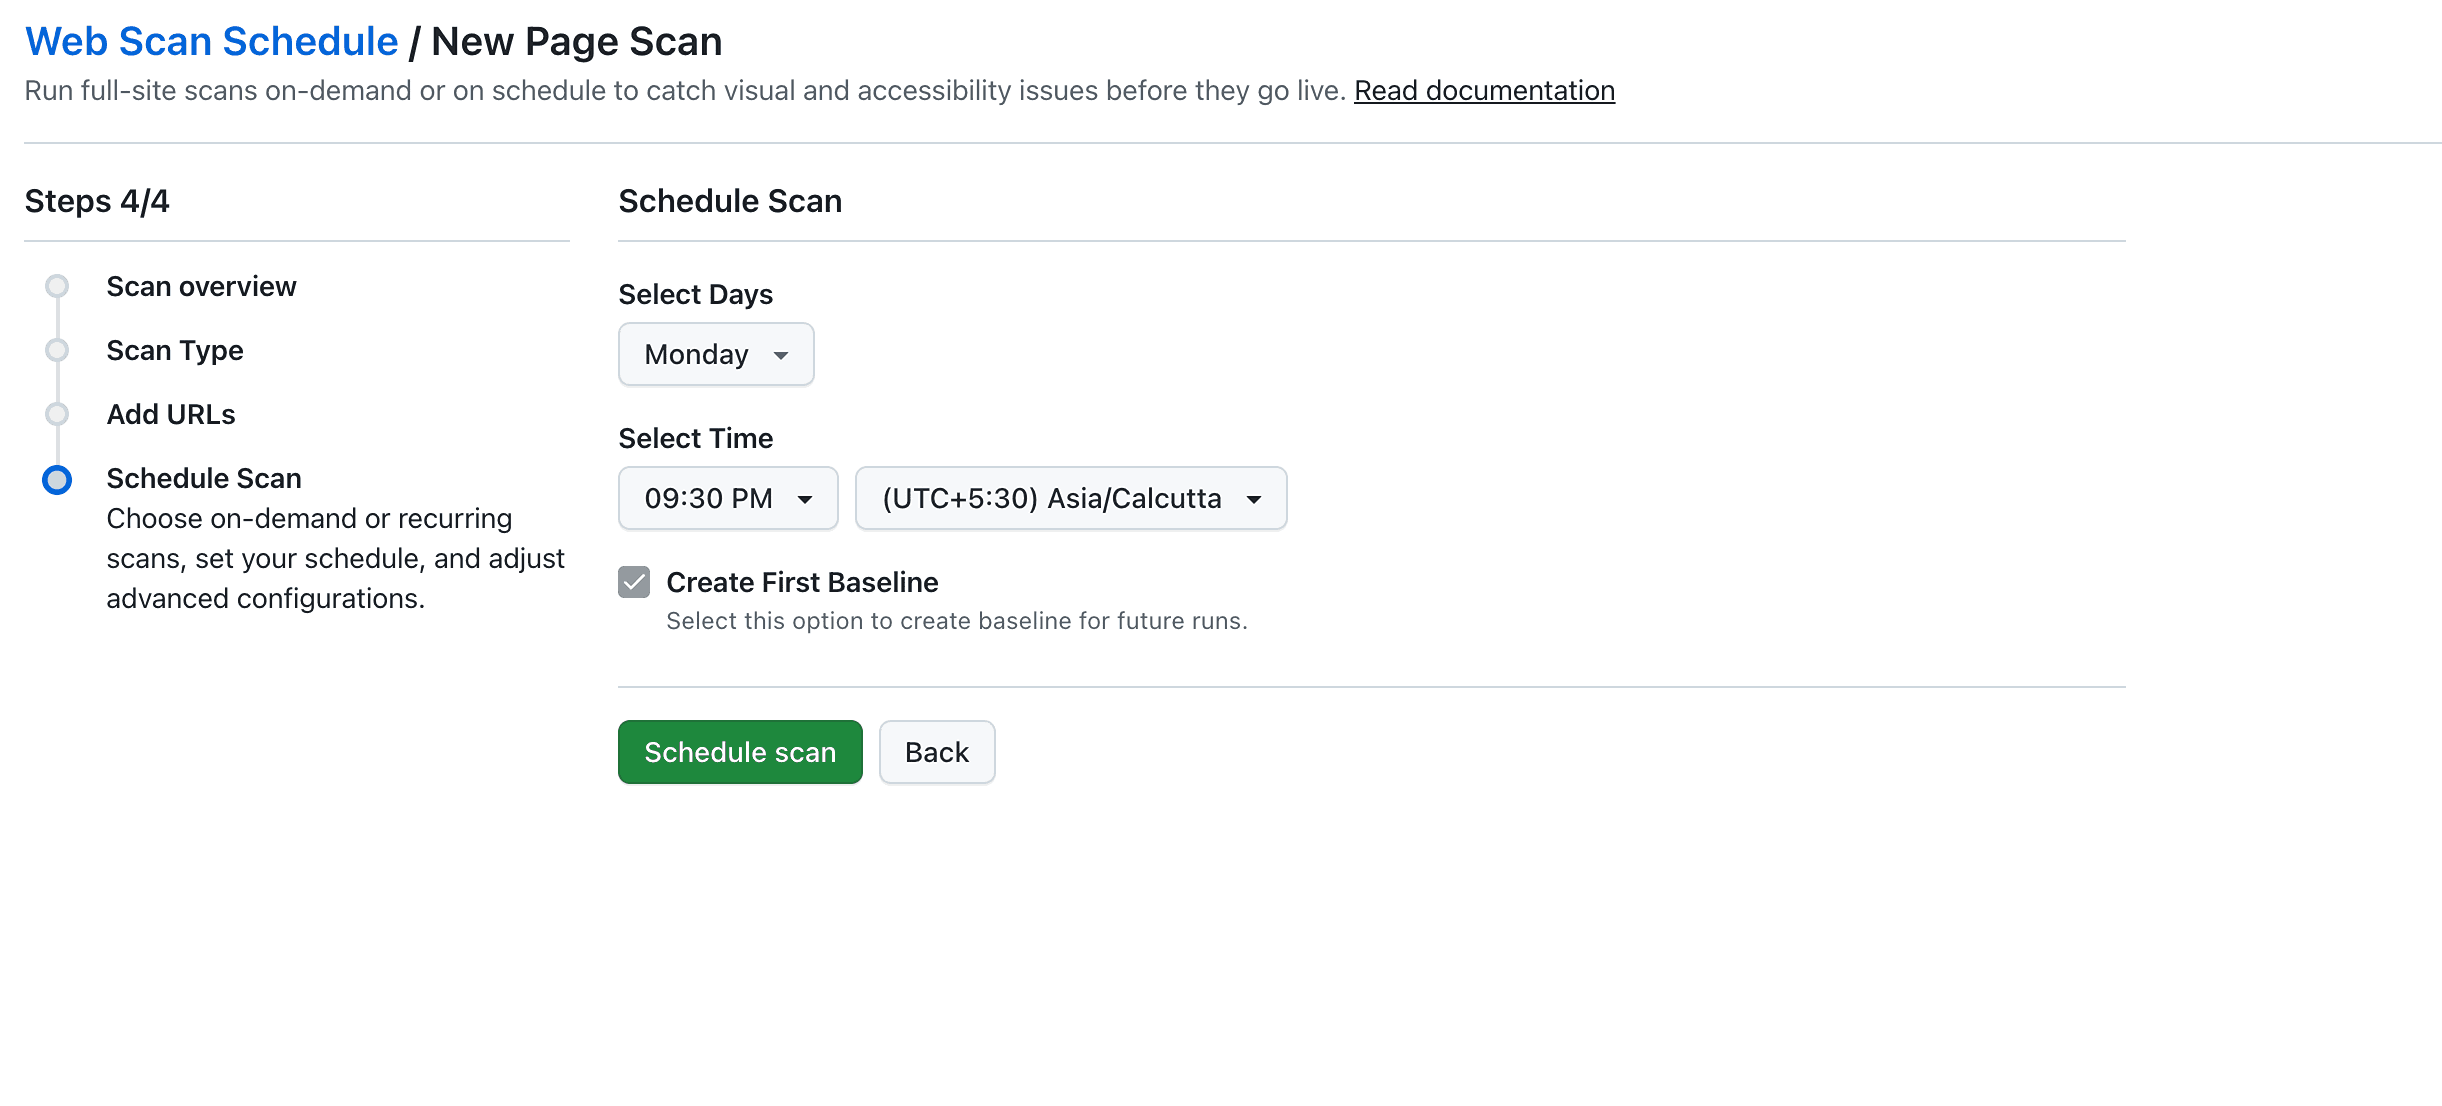 Web Scan Schedule / New Page Scan
Run full-site scans on-demand or on schedule to catch visual and accessibility issues before they go live. Read documentation
Steps 4/4
Scan overview
Scan Type
Add URLs
Schedule Scan
Choose on-demand or recurring
scans, set your schedule, and adjust
advanced configurations.
Schedule Scan
Select Days
Monday
Select Time
09:30 PM (UTC+5:30) Asia/Calcutta
Create First Baseline
Select this option to create baseline for future runs.
Schedule scan Back